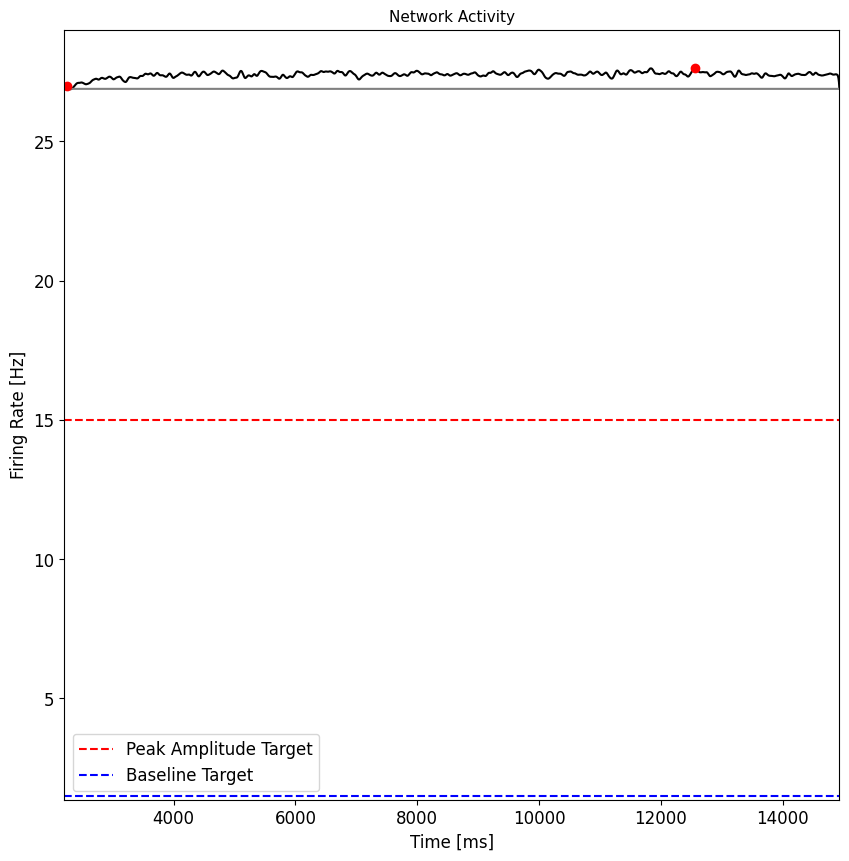 Network Activity
25
20
15
10
5
Firing Rate [Hz]
Peak Amplitude Target
Baseline Target
4000 6000 8000 10000 12000 14000
Time [ms]